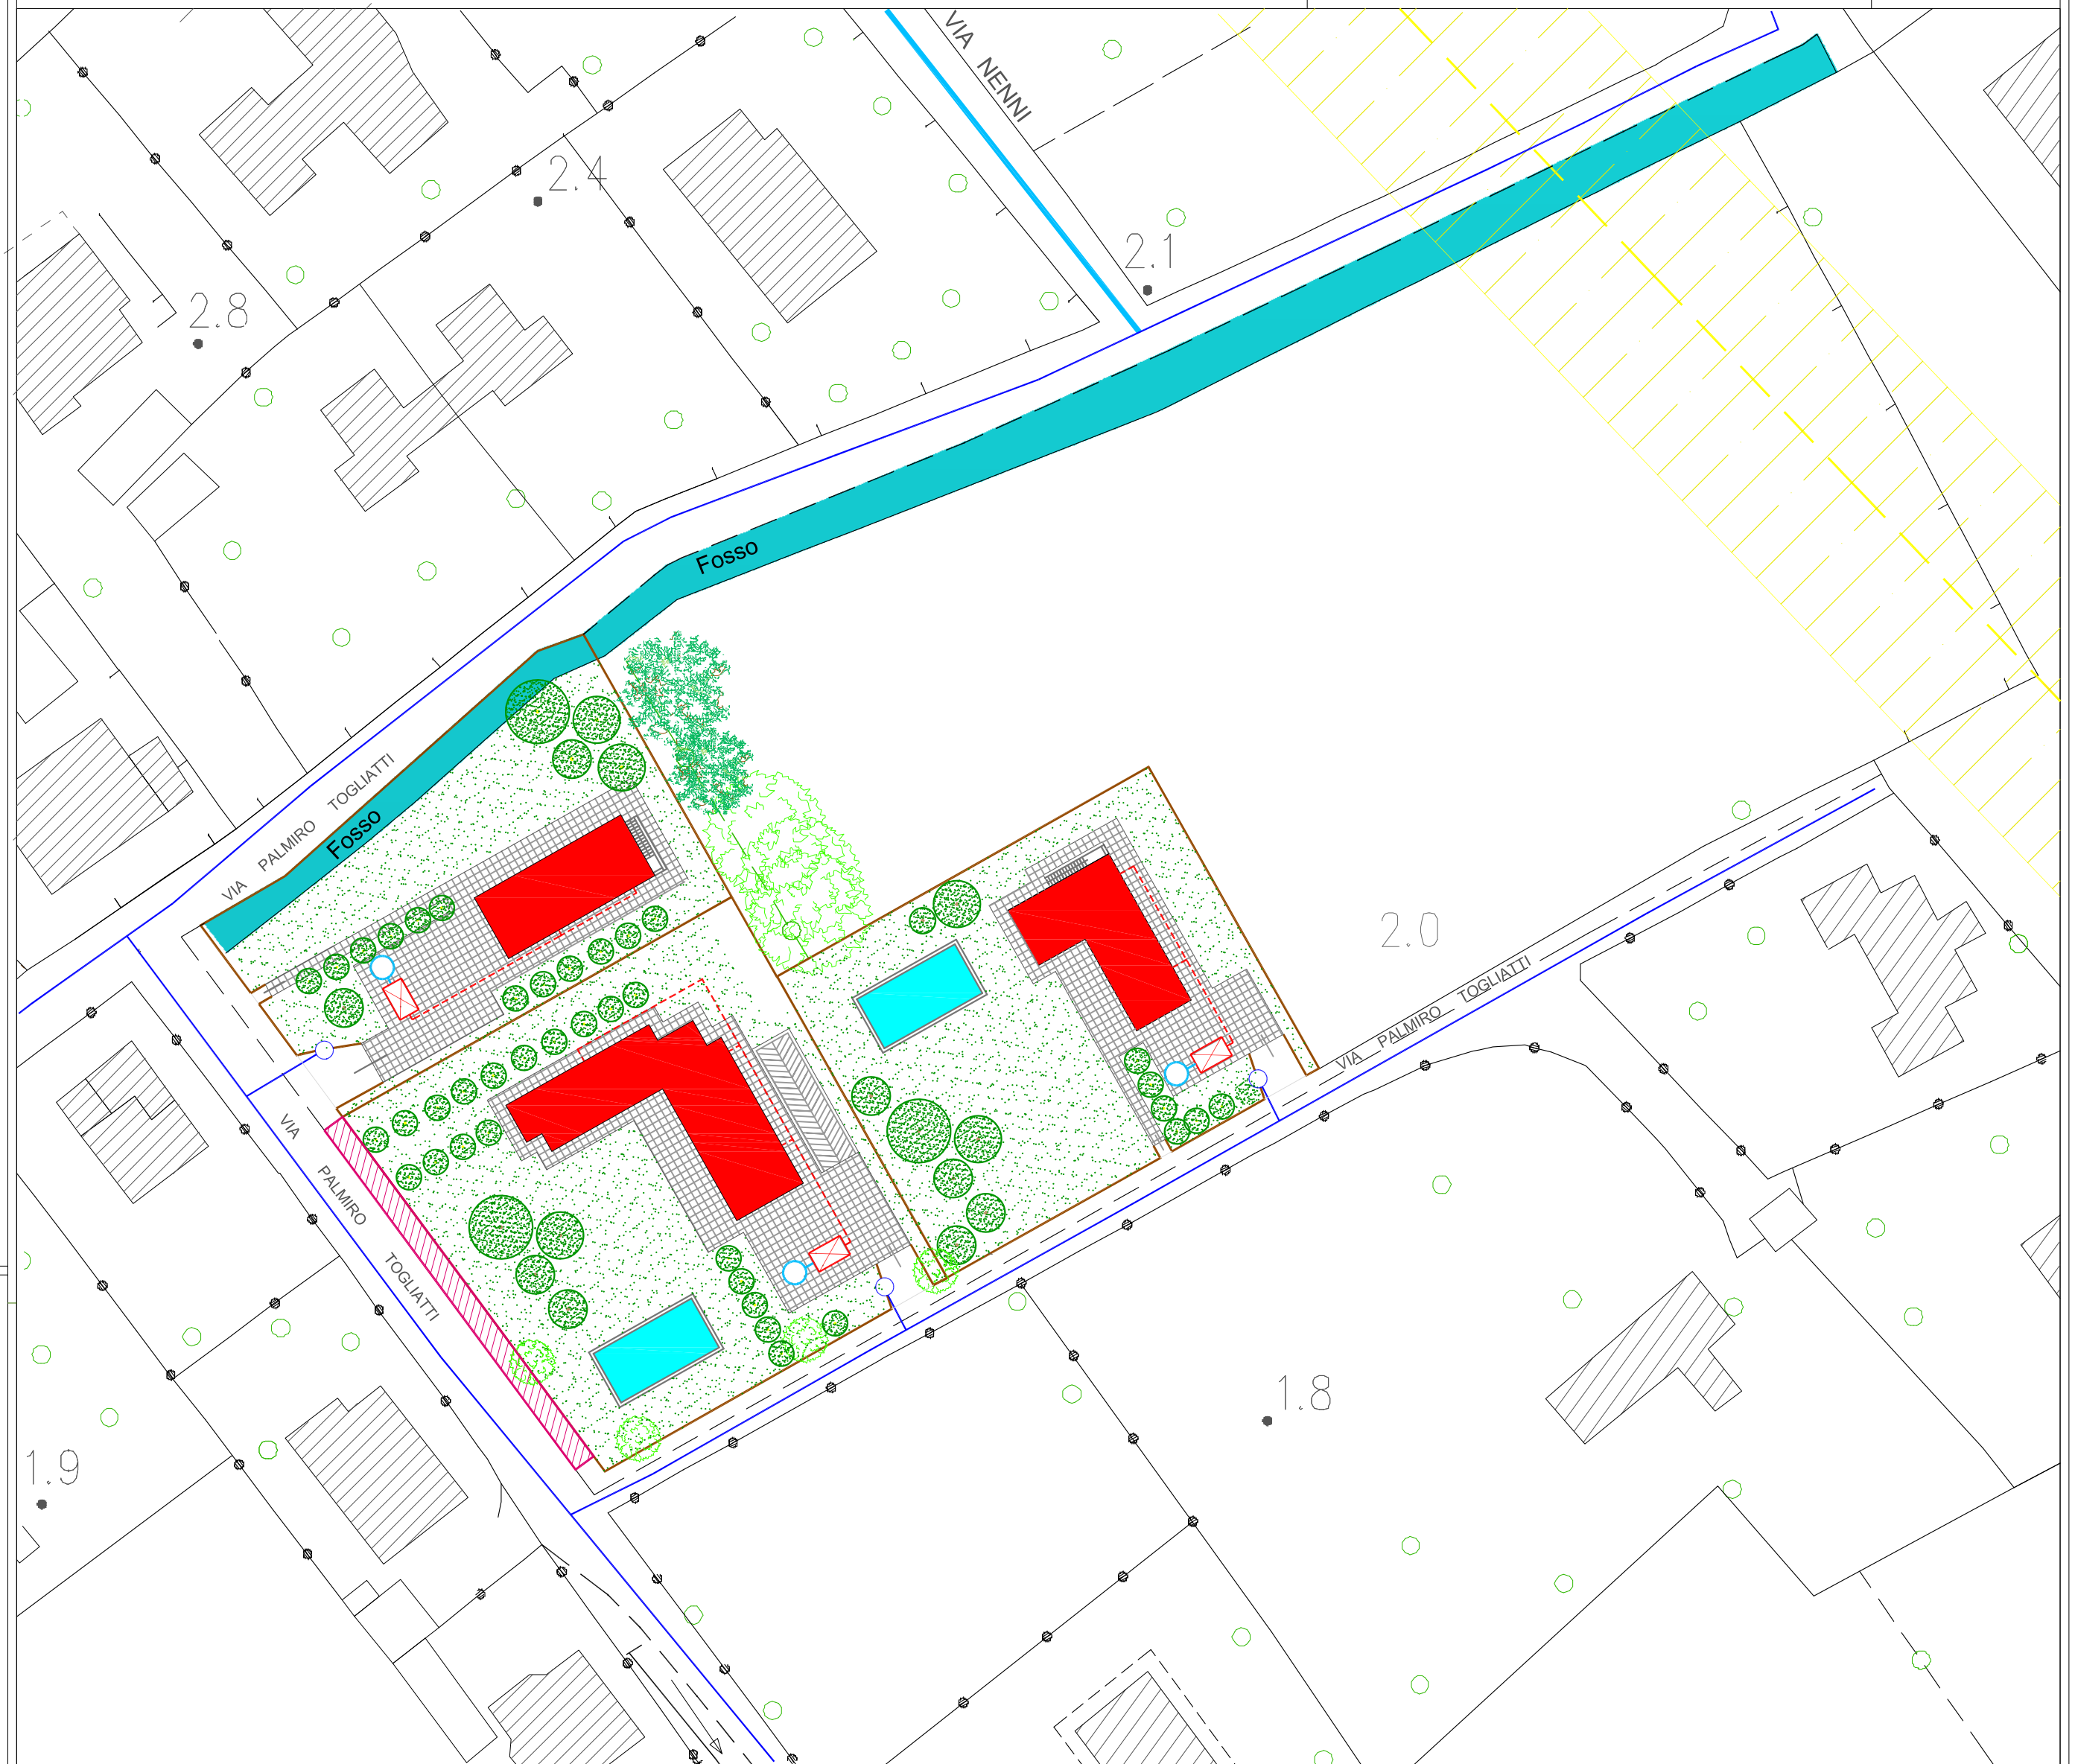 VIA NENNI
2.4
2.1
2.8
Fosso
VIA PALMIRO TOGLIATTI
Fosso
2.0
VIA PALMIRO TOGLIATTI
VIA PALMIRO TOGLIATTI
1.8
1.9